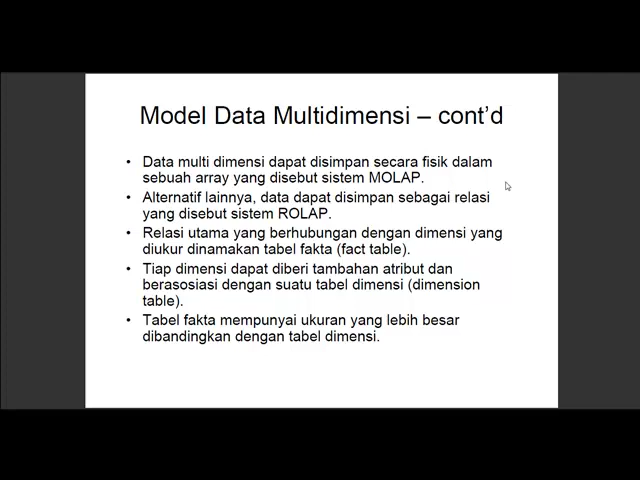 Model Data Multidimensi – cont'd
• Data multi dimensi dapat disimpan secara fisik dalam
sebuah array yang disebut sistem MOLAP.
• Alternatif lainnya, data dapat disimpan sebagai relasi
yang disebut sistem ROLAP.
• Relasi utama yang berhubungan dengan dimensi yang
diukur dinamakan tabel fakta (fact table).
• Tiap dimensi dapat diberi tambahan atribut dan
berasosiasi dengan suatu tabel dimensi (dimension
table).
• Tabel fakta mempunyai ukuran yang lebih besar
dibandingkan dengan tabel dimensi.